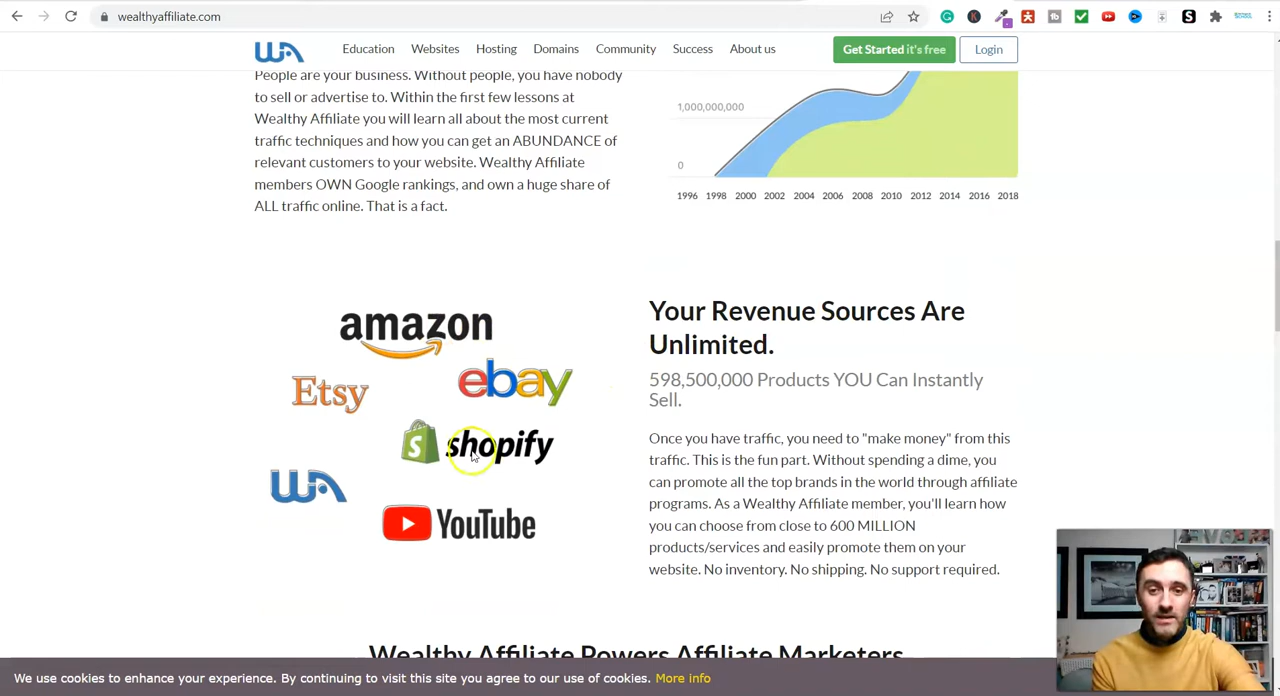 wealthyaffiliate.com
WA Education Websites Hosting Domains Community Success About us Get Started it's free Login
People are your business. Without people, you have nobody
to sell or advertise to. Within the first few lessons at
Wealthy Affiliate you will learn all about the most current
traffic techniques and how you can get an ABUNDANCE of
relevant customers to your website. Wealthy Affiliate
members OWN Google rankings, and own a huge share of
ALL traffic online. That is a fact.
1,000,000,000
0
1996 1998 2000 2002 2004 2006 2008 2010 2012 2014 2016 2018
amazon
Etsy
ebay
shopify
WA
YouTube
Your Revenue Sources Are
Unlimited.
598,500,000 Products YOU Can Instantly
Sell.
Once you have traffic, you need to "make money" from this
traffic. This is the fun part. Without spending a dime, you
can promote all the top brands in the world through affiliate
programs. As a Wealthy Affiliate member, you'll learn how
you can choose from close to 600 MILLION
products/services and easily promote them on your
website. No inventory. No shipping. No support required.
Wealthy Affiliate Powers Affiliate Marketers
We use cookies to enhance your experience. By continuing to visit this site you agree to our use of cookies. More info